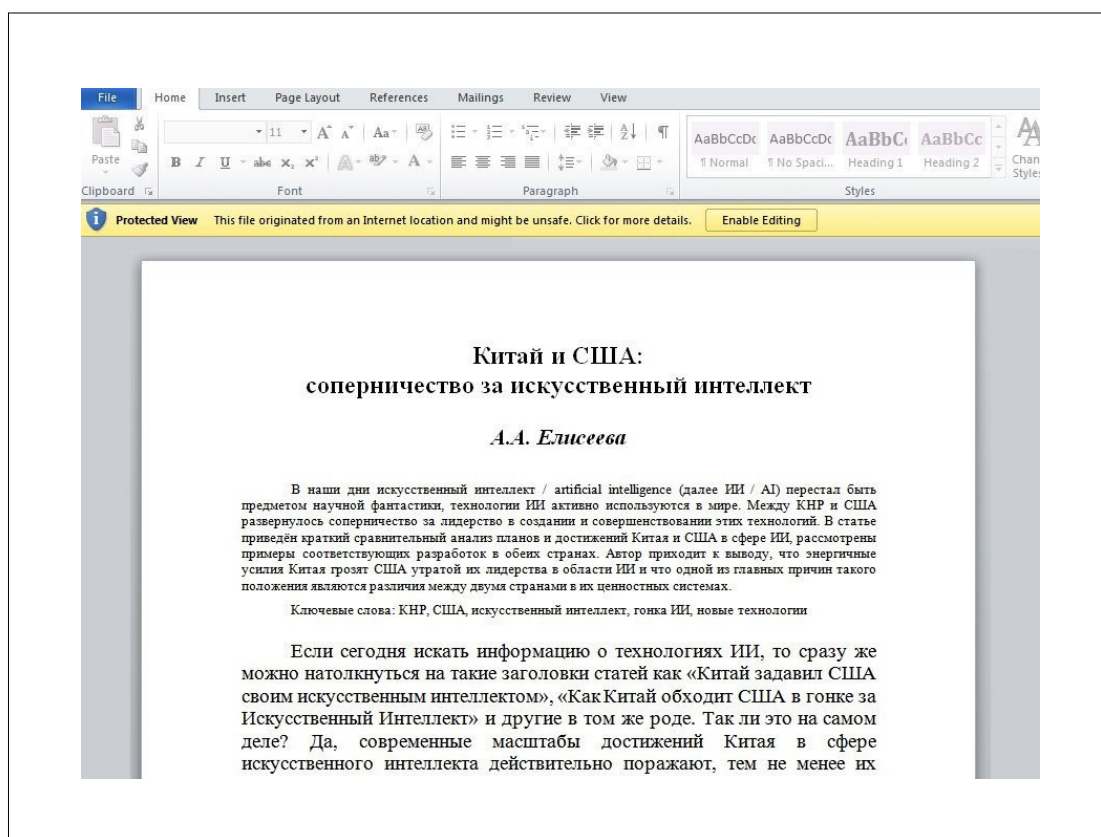 File Home Insert Page Layout References Mailings Review View
11 A A Aa
Paste B I U abe x₂ x² A A
AaBbCcDc AaBbCcDc AaBbC AaBbCc
¶ Normal ¶ No Spaci... Heading 1 Heading 2 Chan
Styles
Clipboard Font Paragraph Styles
Protected View This file originated from an Internet location and might be unsafe. Click for more details. Enable Editing
Китай и США:
соперничество за искусственный интеллект
А.А. Елисеева
В наши дни искусственный интеллект / artificial intelligence (далее ИИ / AI) перестал быть
предметом научной фантастики, технологии ИИ активно используются в мире. Между КНР и США
развернулось соперничество за лидерство в создании и совершенствовании этих технологий. В статье
приведён краткий сравнительный анализ планов и достижений Китая и США в сфере ИИ, рассмотрены
примеры соответствующих разработок в обеих странах. Автор приходит к выводу, что энергичные
усилия Китая грозят США утратой их лидерства в области ИИ и что одной из главных причин такого
положения являются различия между двумя странами в их ценностных системах.
Ключевые слова: КНР, США, искусственный интеллект, гонка ИИ, новые технологии
Если сегодня искать информацию о технологиях ИИ, то сразу же
можно натолкнуться на такие заголовки статей как «Китай задавил США
своим искусственным интеллектом», «Как Китай обходит США в гонке за
Искусственный Интеллект» и другие в том же роде. Так ли это на самом
деле? Да, современные масштабы достижений Китая в сфере
искусственного интеллекта действительно поражают, тем не менее их